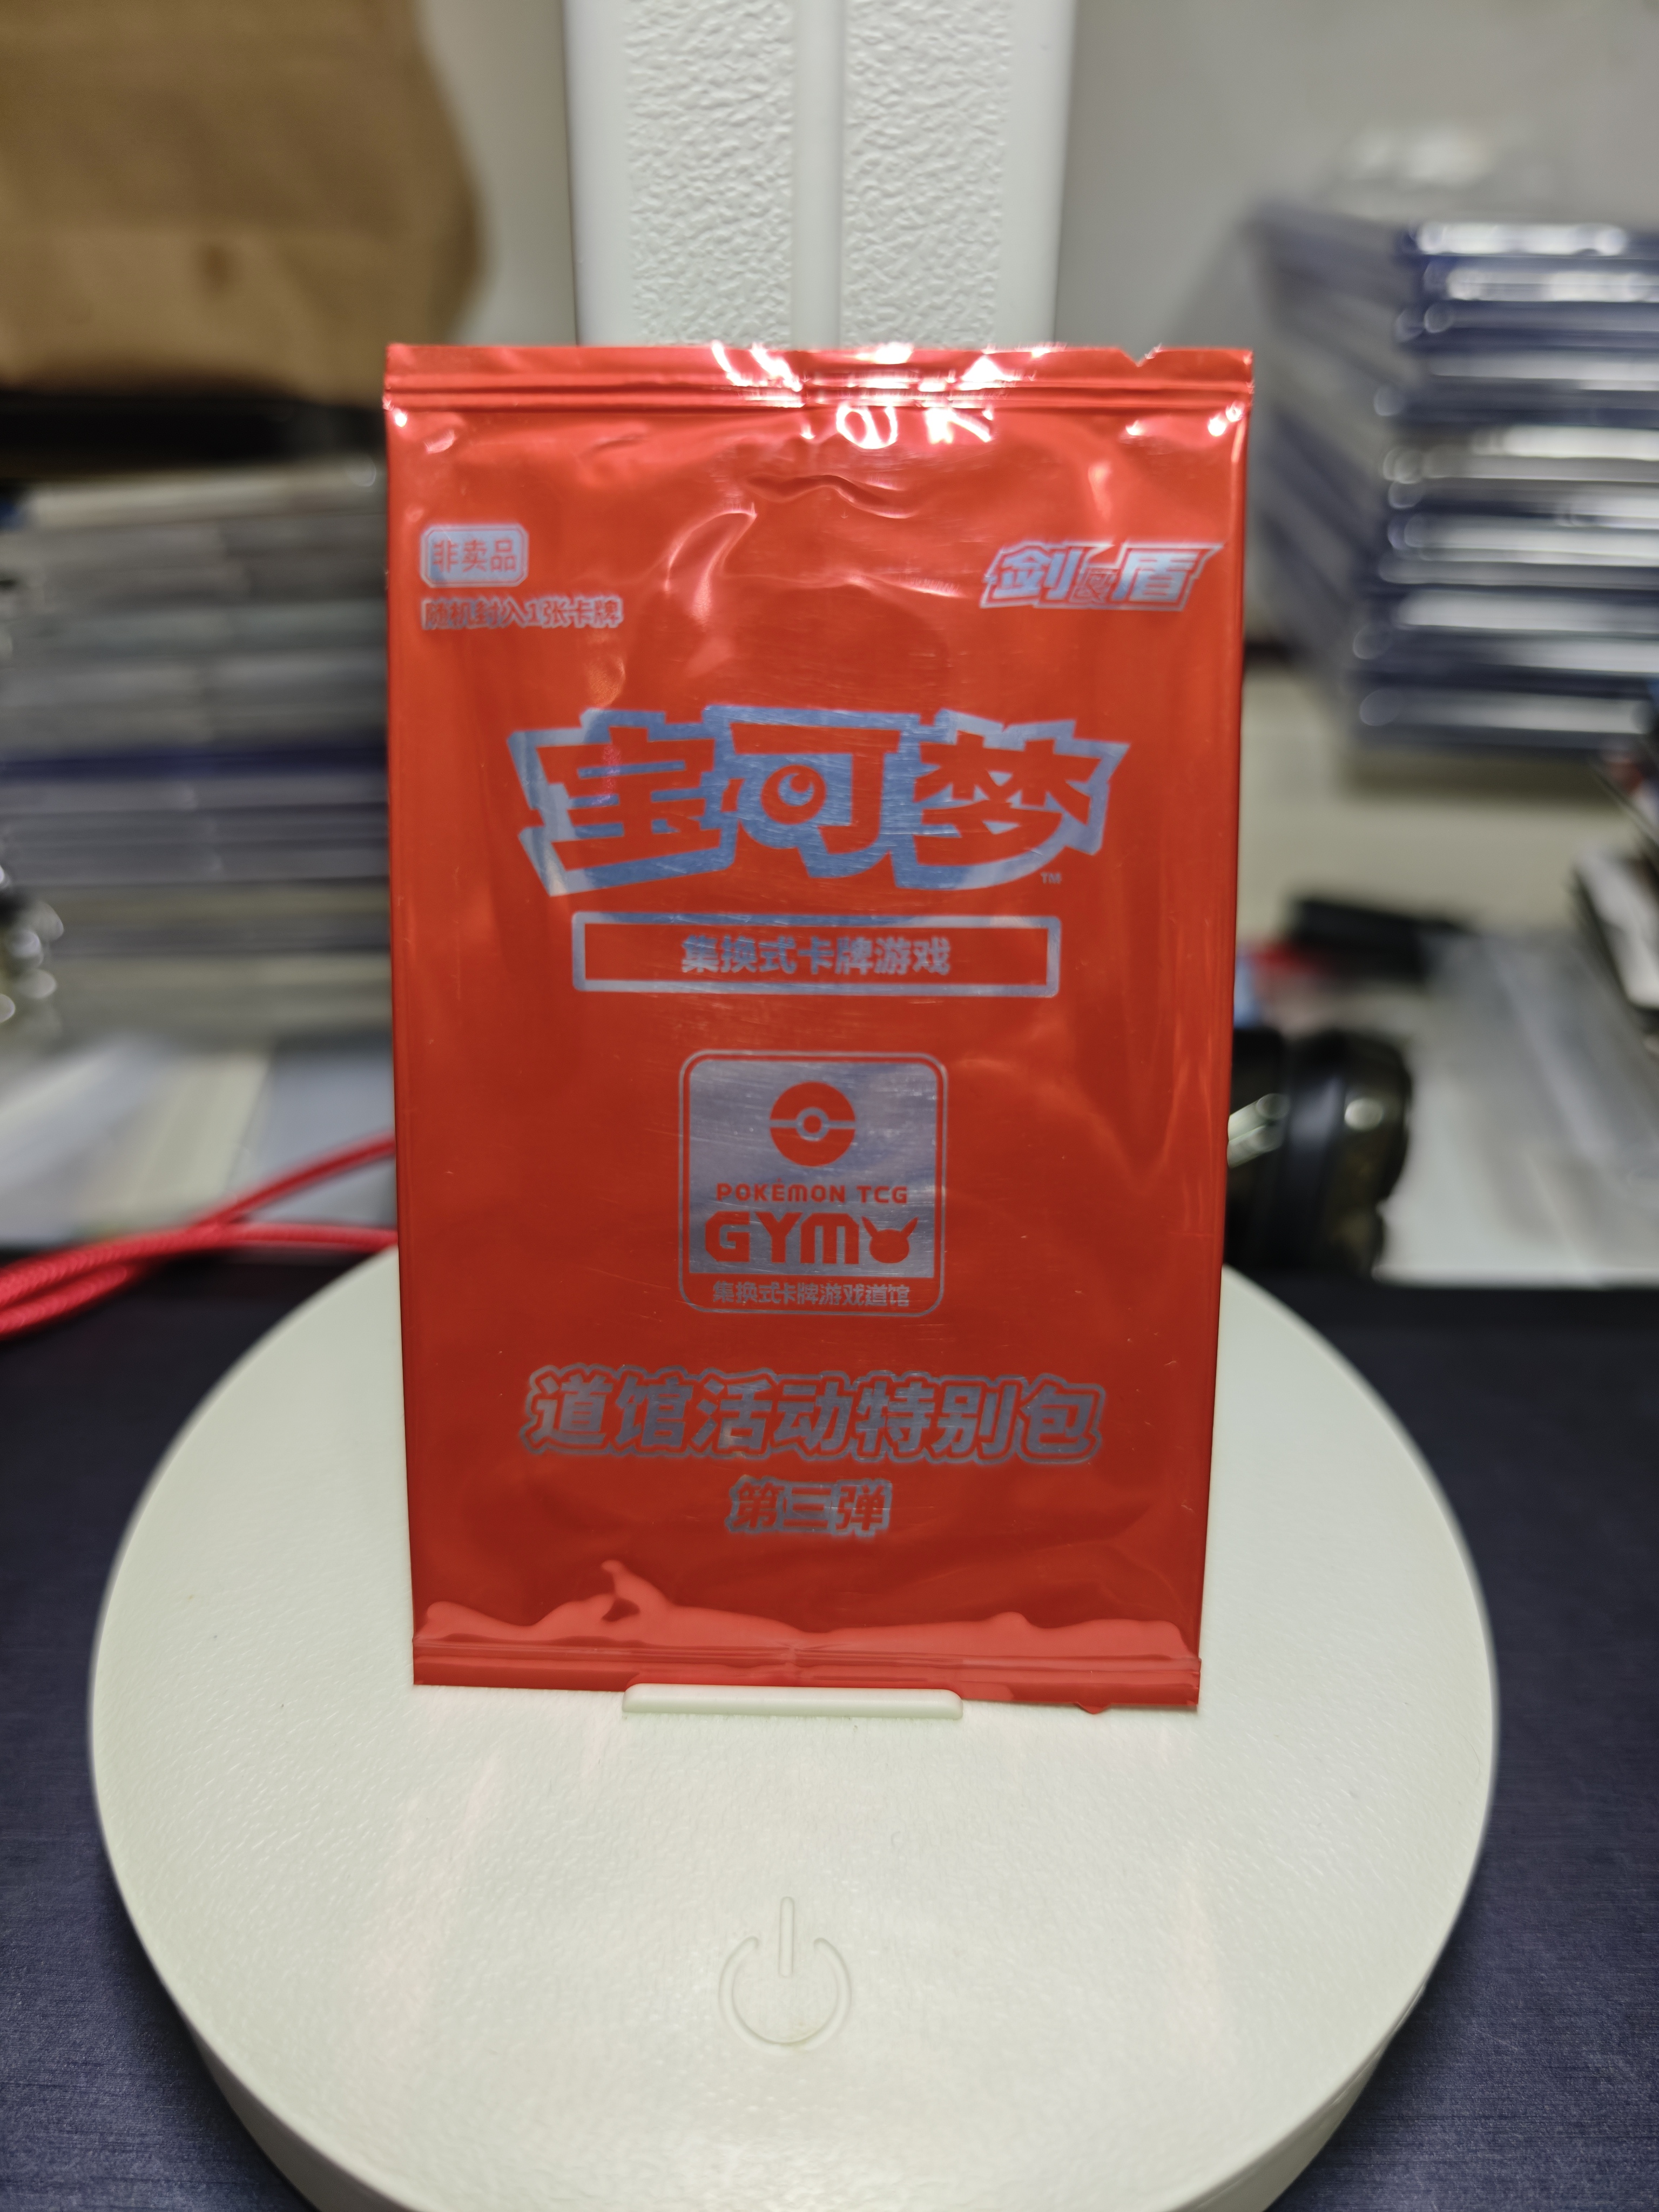 非卖品
随机封入1张卡牌
剑&盾
宝可梦
TM
集换式卡牌游戏
POKÉMON TCG
GYM
集换式卡牌游戏道馆
道馆活动特别包
第三弹